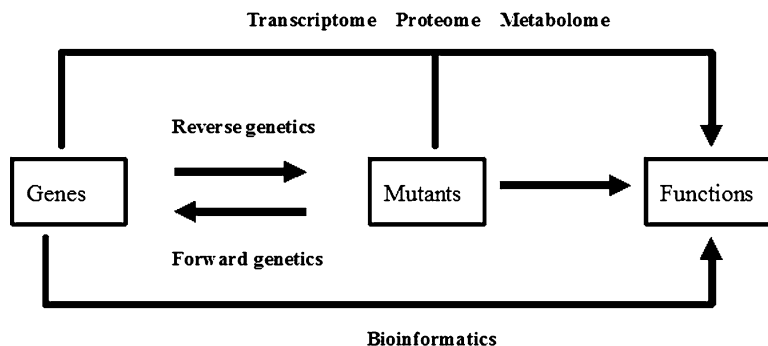 Transcriptome Proteome Metabolome
Reverse genetics
Genes
Mutants
Functions
Forward genetics
Bioinformatics